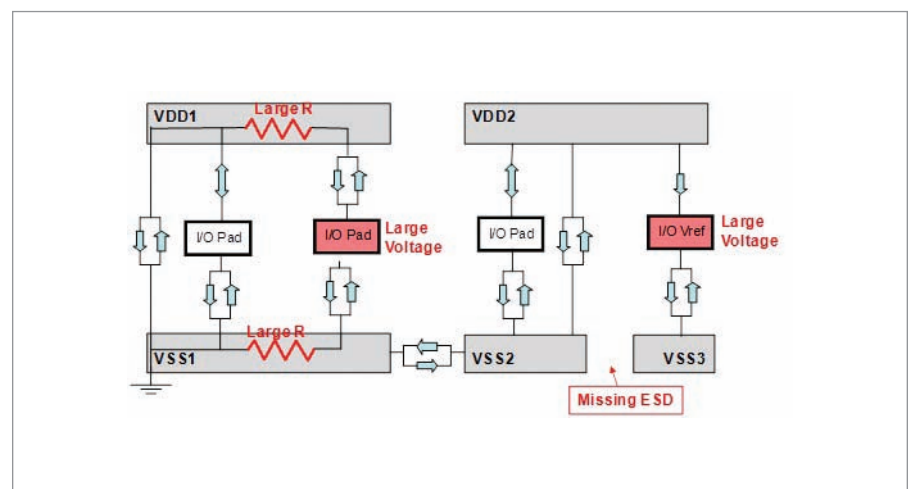 VDD1
Large R
VDD2
I/O Pad
I/O Pad
Large
Voltage
I/O Pad
I/O Vref
Large
Voltage
VSS1
Large R
VSS2
VSS3
Missing ESD